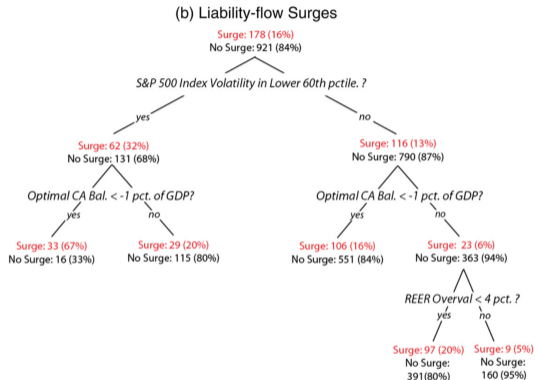 (b) Liability-flow Surges
Surge: 178 (16%)
No Surge: 921 (84%)
S&P 500 Index Volatility in Lower 60th pctile. ?
yes
no
Surge: 62 (32%)
No Surge: 131 (68%)
Surge: 116 (13%)
No Surge: 790 (87%)
Optimal CA Bal. < -1 pct. of GDP?
Optimal CA Bal. < -1 pct. of GDP?
yes
no
yes
no
Surge: 33 (67%)
No Surge: 16 (33%)
Surge: 29 (20%)
No Surge: 115 (80%)
Surge: 106 (16%)
No Surge: 551 (84%)
Surge: 23 (6%)
No Surge: 363 (94%)
REER Overval < 4 pct. ?
yes
no
Surge: 97 (20%)
No Surge:
391(80%)
Surge: 9 (5%)
No Surge:
160 (95%)